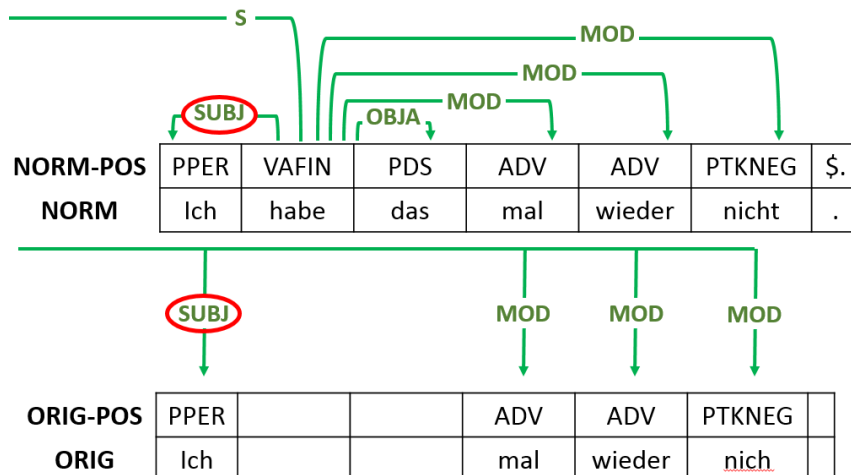 S
MOD
MOD
SUBJ MOD
OBJA
NORM-POS PPER VAFIN PDS ADV ADV PTKNEG $.
NORM Ich habe das mal wieder nicht .
SUBJ MOD MOD MOD
ORIG-POS PPER ADV ADV PTKNEG
ORIG Ich mal wieder nich